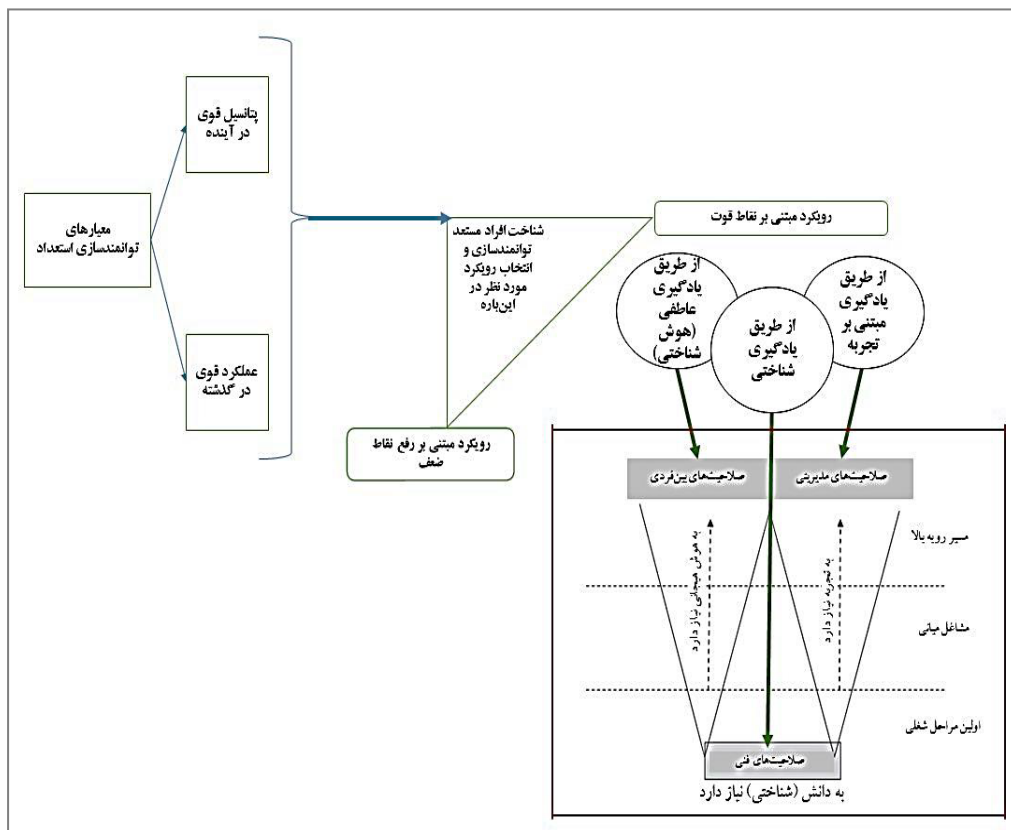 پتانسیل قوی
در آینده
معیارهای
توانمندسازی استعداد
عملکرد قوی
در گذشته
شناخت افراد مستعد
توانمندسازی و
انتخاب رویکرد
مورد نظر در
این‌باره
رویکرد مبتنی بر نقاط قوت
رویکرد مبتنی بر رفع نقاط
ضعف
از طریق
یادگیری
مبتنی بر
تجربه
از طریق
یادگیری
شناختی
از طریق
یادگیری
عاطفی
(هوش
شناختی)
صلاحیت‌های مدیریتی
صلاحیت‌های بین‌فردی
مسیر روبه بالا
به تجربه نیاز دارد
به هوش هیجانی نیاز دارد
مشاغل میانی
اولین مراحل شغلی
صلاحیت‌های فنی
به دانش (شناختی) نیاز دارد